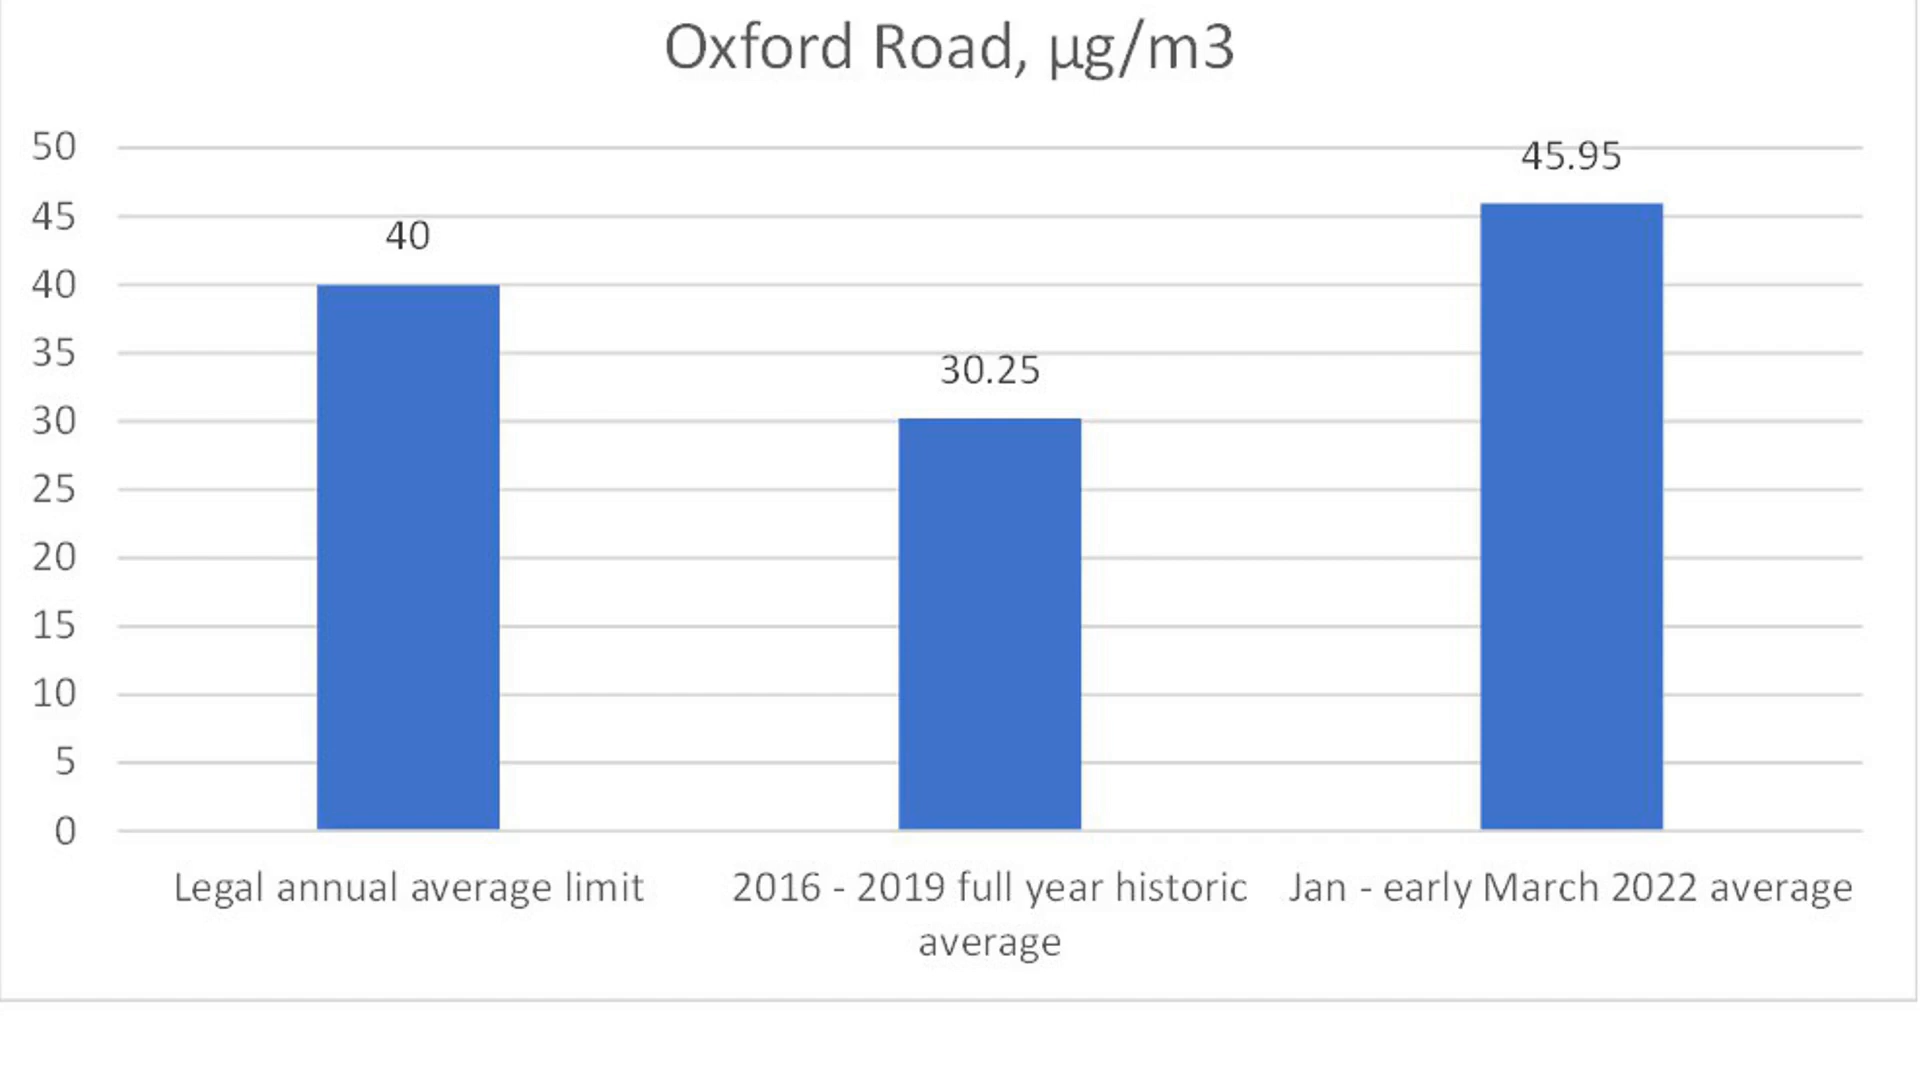 Oxford Road, µg/m3
50
45
40
35
30
25
20
15
10
5
0
40
30.25
45.95
Legal annual average limit
2016 - 2019 full year historic
average
Jan - early March 2022 average